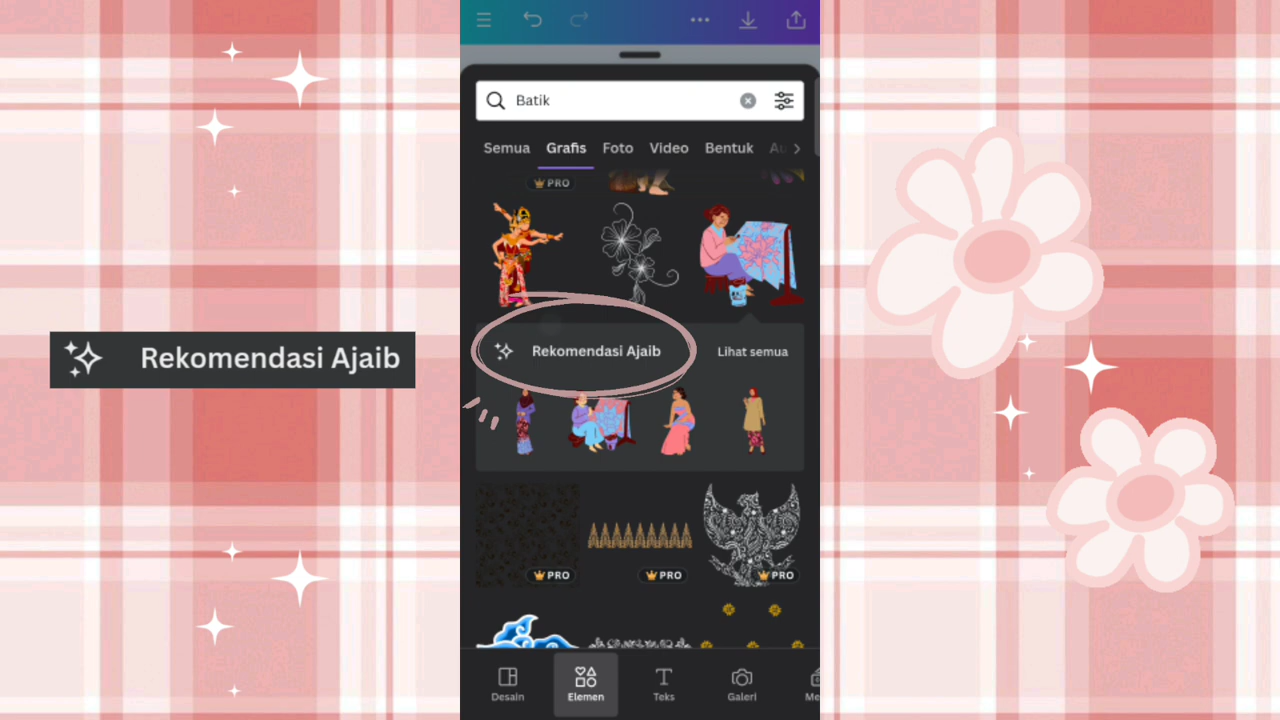 Batik
Semua Grafis Foto Video Bentuk
PRO
Rekomendasi Ajaib
Rekomendasi Ajaib Lihat semua
PRO PRO PRO
Desain Elemen Teks Galeri